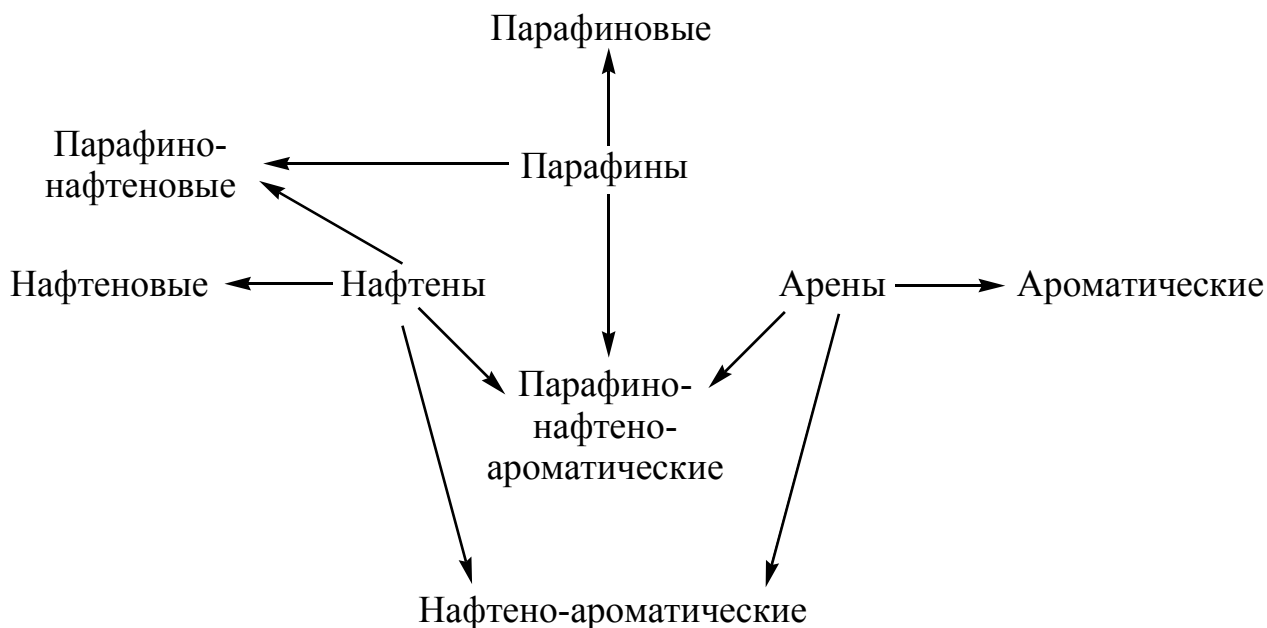 Парафиновые
Парафино-
нафтеновые
Парафины
Нафтеновые
Нафтены
Арены
Ароматические
Парафино-
нафтено-
ароматические
Нафтено-ароматические